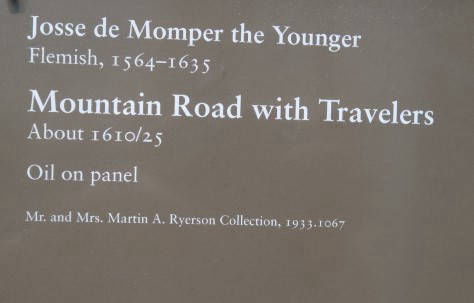 Josse de Momper the Younger
Flemish, 1564–1635
Mountain Road with Travelers
About 1610/25
Oil on panel
Mr. and Mrs. Martin A. Ryerson Collection, 1933.1067